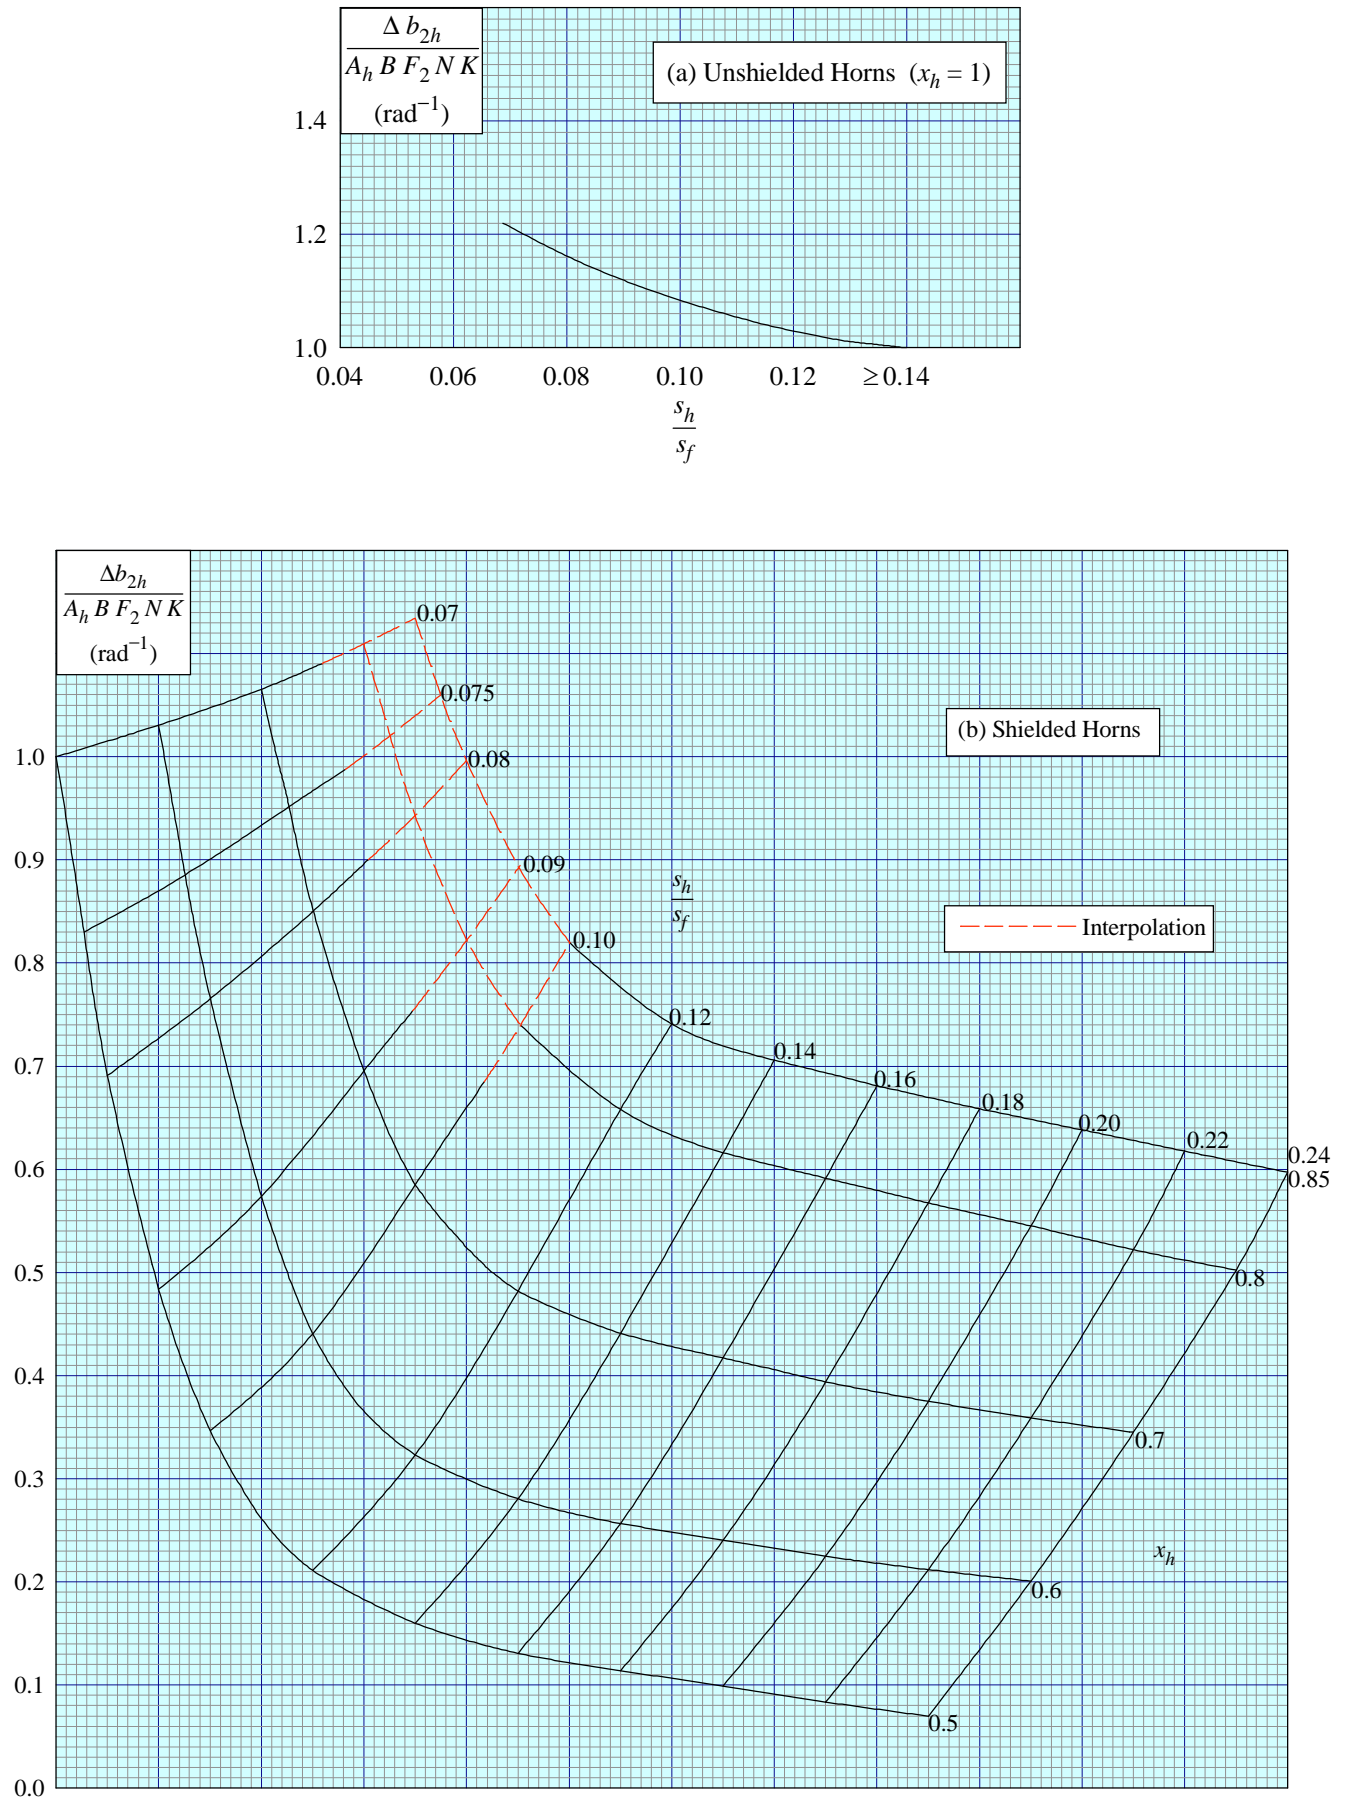 Δ b2h
Ah B F2 N K
(rad−1)
(a) Unshielded Horns (xh = 1)
1.4
1.2
1.0
0.04 0.06 0.08 0.10 0.12 ≥ 0.14
sh
sf
Δb2h
Ah B F2 N K
(rad−1)
0.07
0.075
(b) Shielded Horns
1.0
0.08
0.9
0.09
sh
sf
Interpolation
0.10
0.8
0.12
0.14
0.7
0.16
0.18
0.20
0.22
0.24
0.6
0.85
0.5
0.8
0.4
0.7
0.3
xh
0.2
0.6
0.1
0.5
0.0